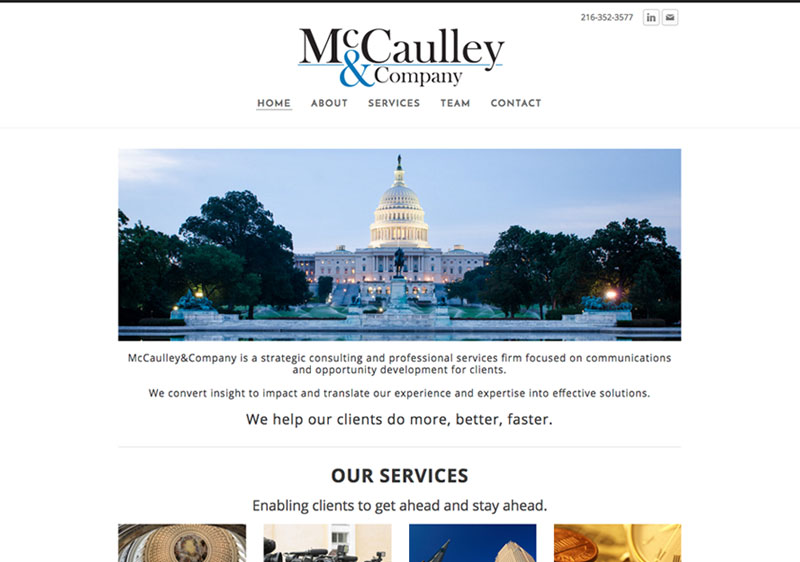 216-352-3577
McCaulley
& Company
HOME ABOUT SERVICES TEAM CONTACT
McCaulley&Company is a strategic consulting and professional services firm focused on communications
and opportunity development for clients.
We convert insight to impact and translate our experience and expertise into effective solutions.
We help our clients do more, better, faster.
OUR SERVICES
Enabling clients to get ahead and stay ahead.